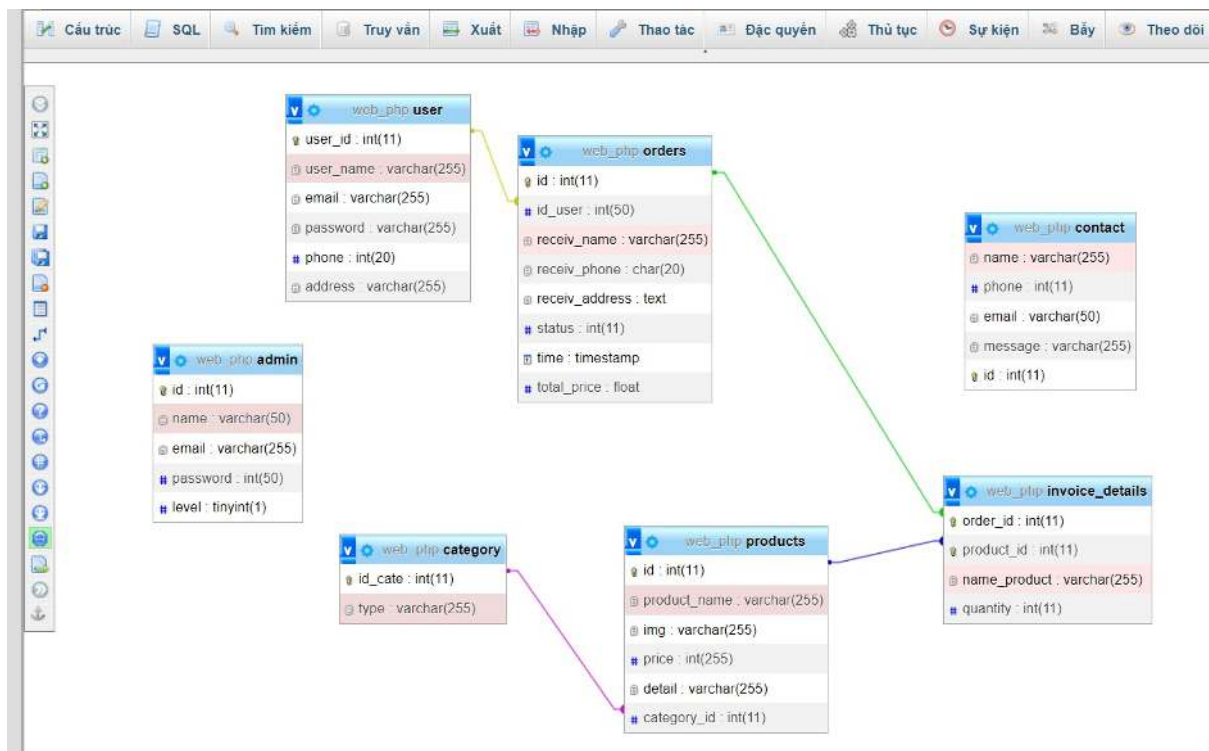 Cấu trúc SQL Tìm kiếm Truy vấn Xuất Nhập Thao tác Đặc quyền Thủ tục Sự kiện Bẫy Theo dõi
web_php user
user_id : int(11)
user_name : varchar(255)
email : varchar(255)
password : varchar(255)
phone : int(20)
address : varchar(255)
web_php orders
id : int(11)
id_user : int(50)
receiv_name : varchar(255)
receiv_phone : char(20)
receiv_address : text
status : int(11)
time : timestamp
total_price : float
web_php contact
name : varchar(255)
phone : int(11)
email : varchar(50)
message : varchar(255)
id : int(11)
web_php admin
id : int(11)
name : varchar(50)
email : varchar(255)
password : int(50)
level : tinyint(1)
web_php category
id_cate : int(11)
type : varchar(255)
web_php products
id : int(11)
product_name : varchar(255)
img : varchar(255)
price : int(255)
detail : varchar(255)
category_id : int(11)
web_php invoice_details
order_id : int(11)
product_id : int(11)
name_product : varchar(255)
quantity : int(11)